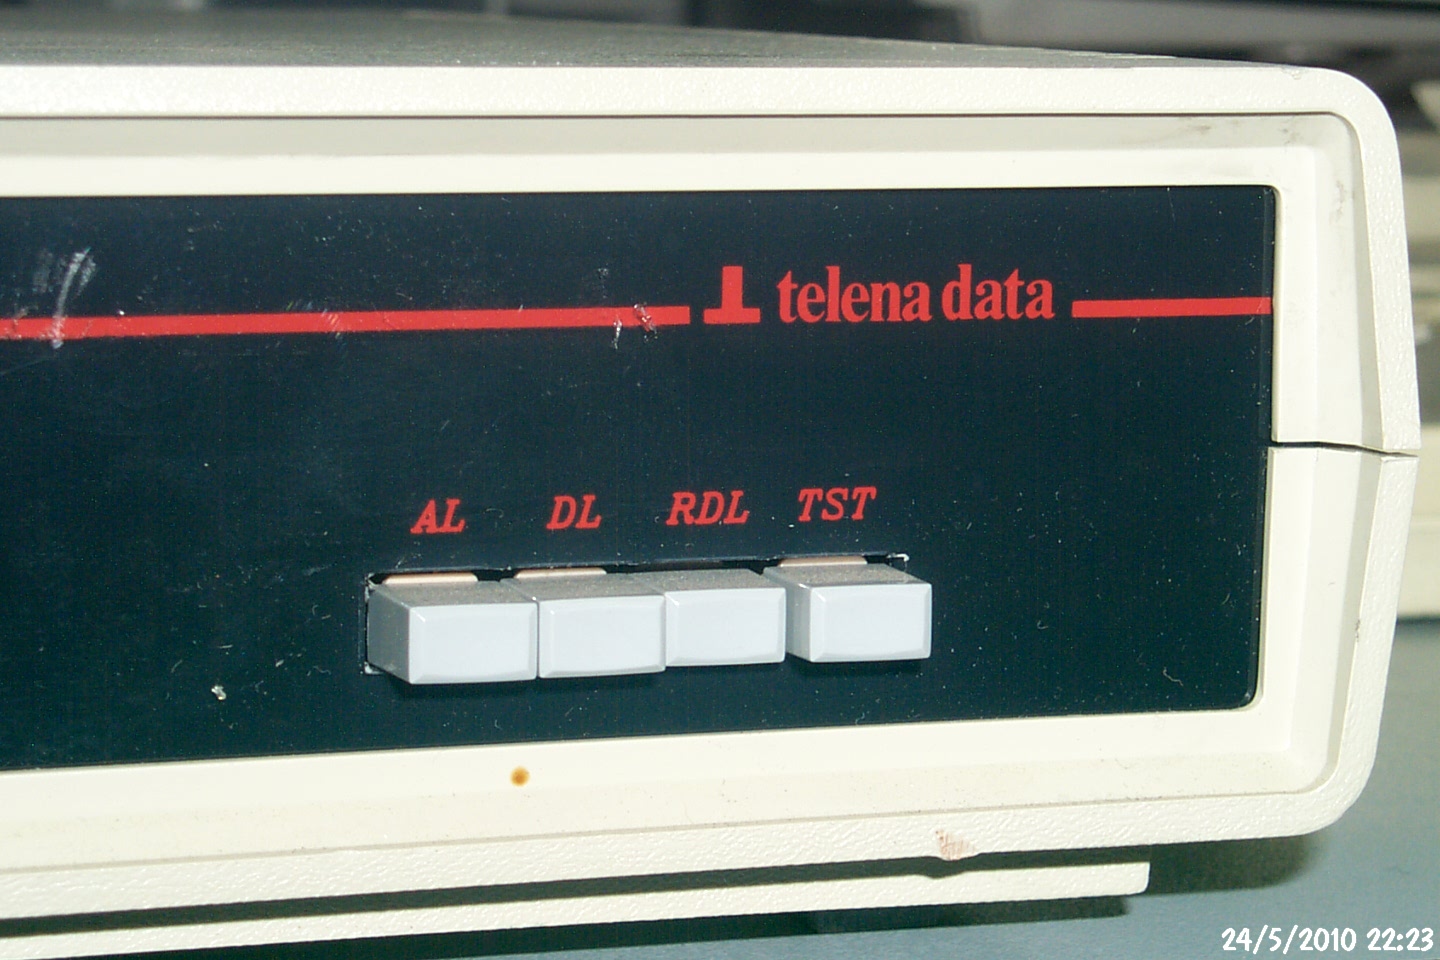 telena data
AL DL RDL TST
24/5/2010 22:23